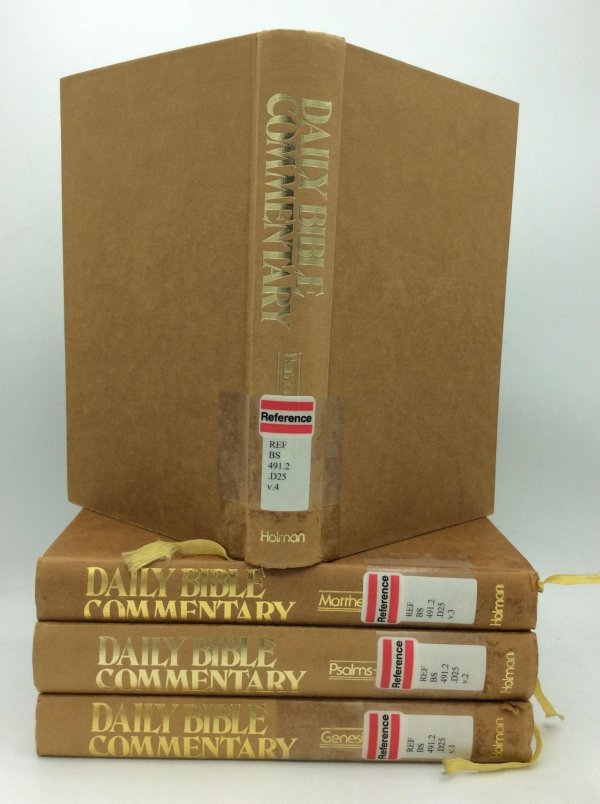 DAILY BIBLE
COMMENTARY
Reference
REF
BS
491.2
.D25
v.4
Holman
DAILY BIBLE
COMMENTARY
Reference
REF
BS
491.2
.D25
v.3
Holman
DAILY BIBLE
COMMENTARY
Psalms-
Reference
REF
BS
491.2
.D25
v.2
Holman
DAILY BIBLE
COMMENTARY
Reference
REF
BS
491.2
.D25
v.1
Holman